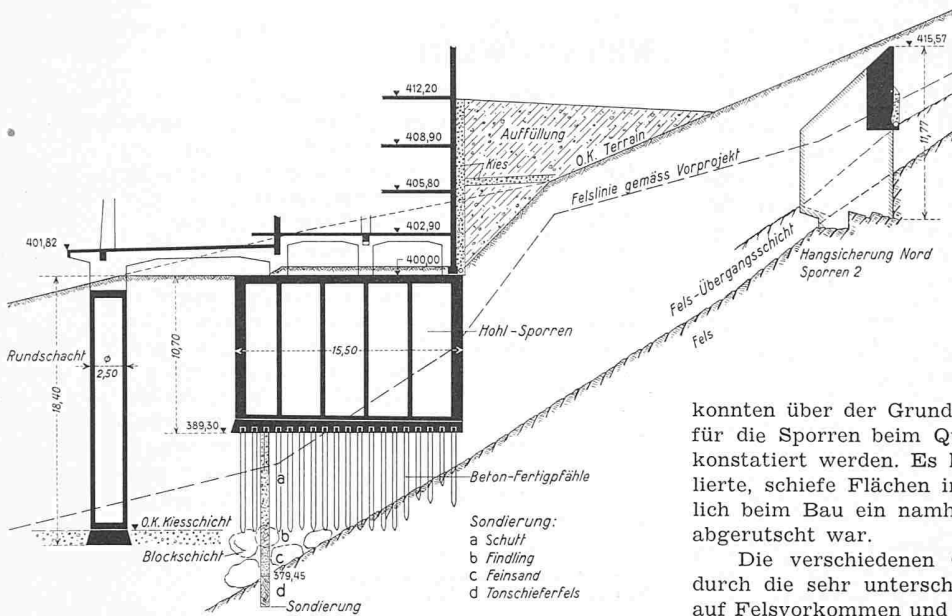 415,57
412,20
11,77
Auffüllung
408,90
O.K. Terrain
Kies
Felslinie gemäss Vorprojekt
405,80
402,90
401,82
400,00
Hangsicherung Nord
Sporren 2
Fels-Übergangsschicht
Fels
Hohl-Sporren
10,70
15,50
Rundschacht
ø
2,50
18,40
389,30
a
Beton-Fertigpfähle
O.K. Kiesschicht
b
Blockschicht
c
379,45
d
Sondierung
Sondierung:
a Schutt
b Findling
c Feinsand
d Tonschieferfels
konnten über der Grund
für die Sporren beim Q
konstatiert werden. Es
lierte, schiefe Flächen i
lich beim Bau ein namh
abgerutscht war.
Die verschiedenen
durch die sehr untersch
auf Felsvorkommen und